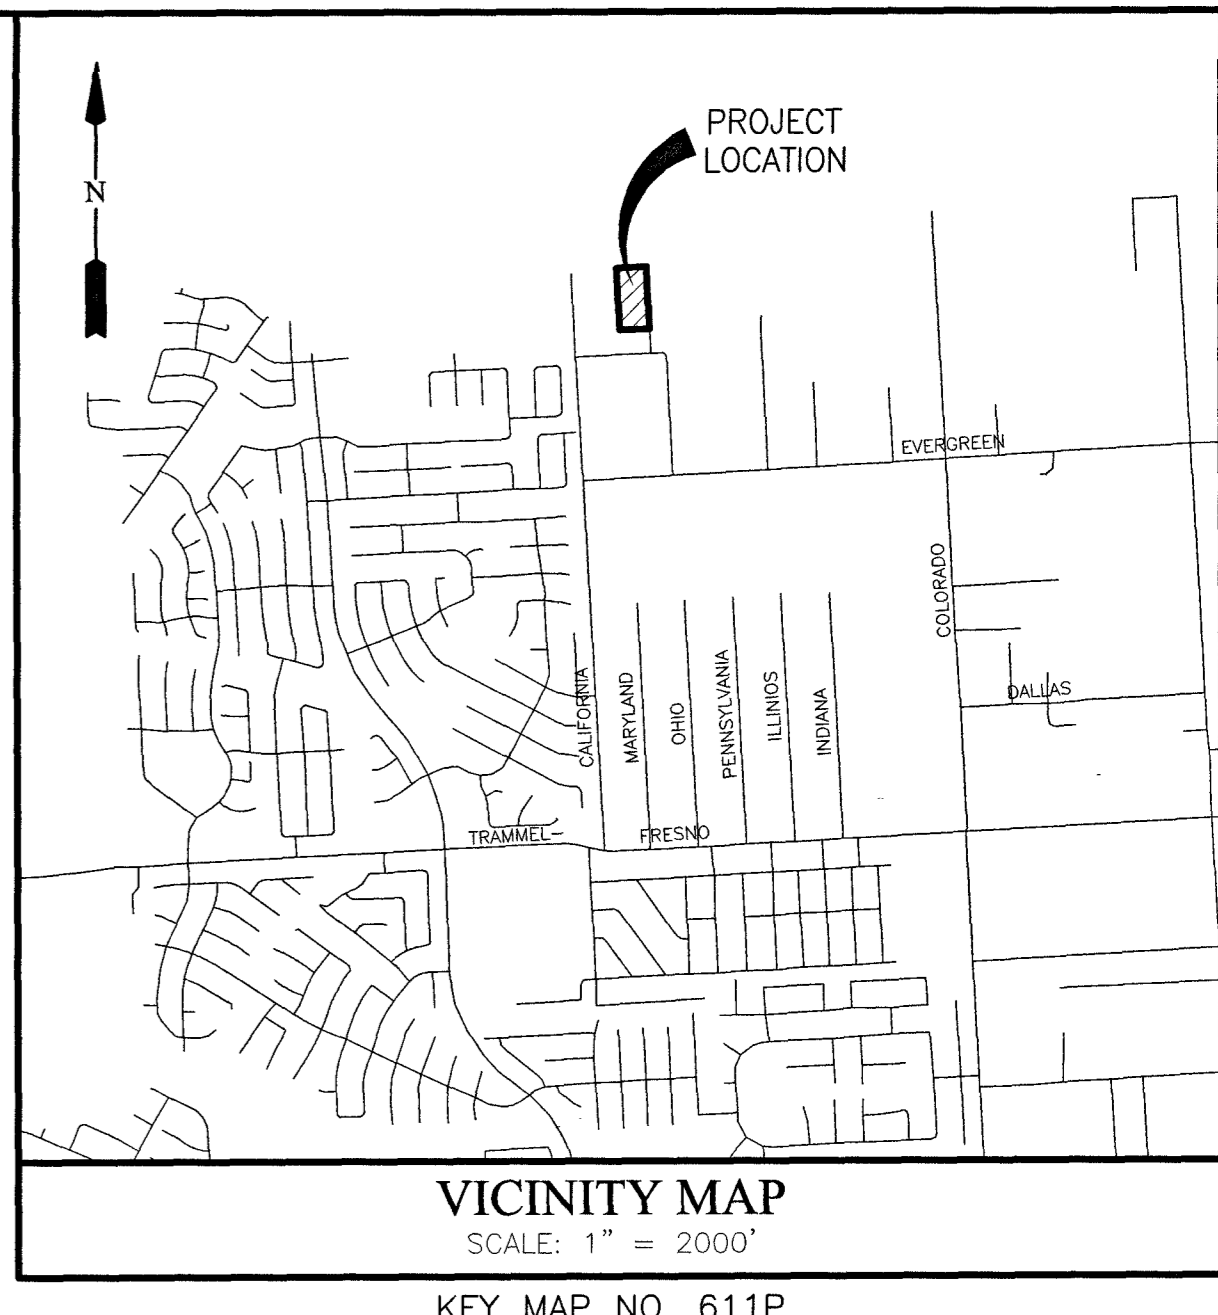 PROJECT
LOCATION
N
EVERGREEN
COLORADO
CALIFORNIA
MARYLAND
OHIO
PENNSYLVANIA
ILLINIOS
INDIANA
DALLAS
TRAMMEL-
FRESNO
VICINITY MAP
SCALE: 1" = 2000'
KEY MAP NO. 611P